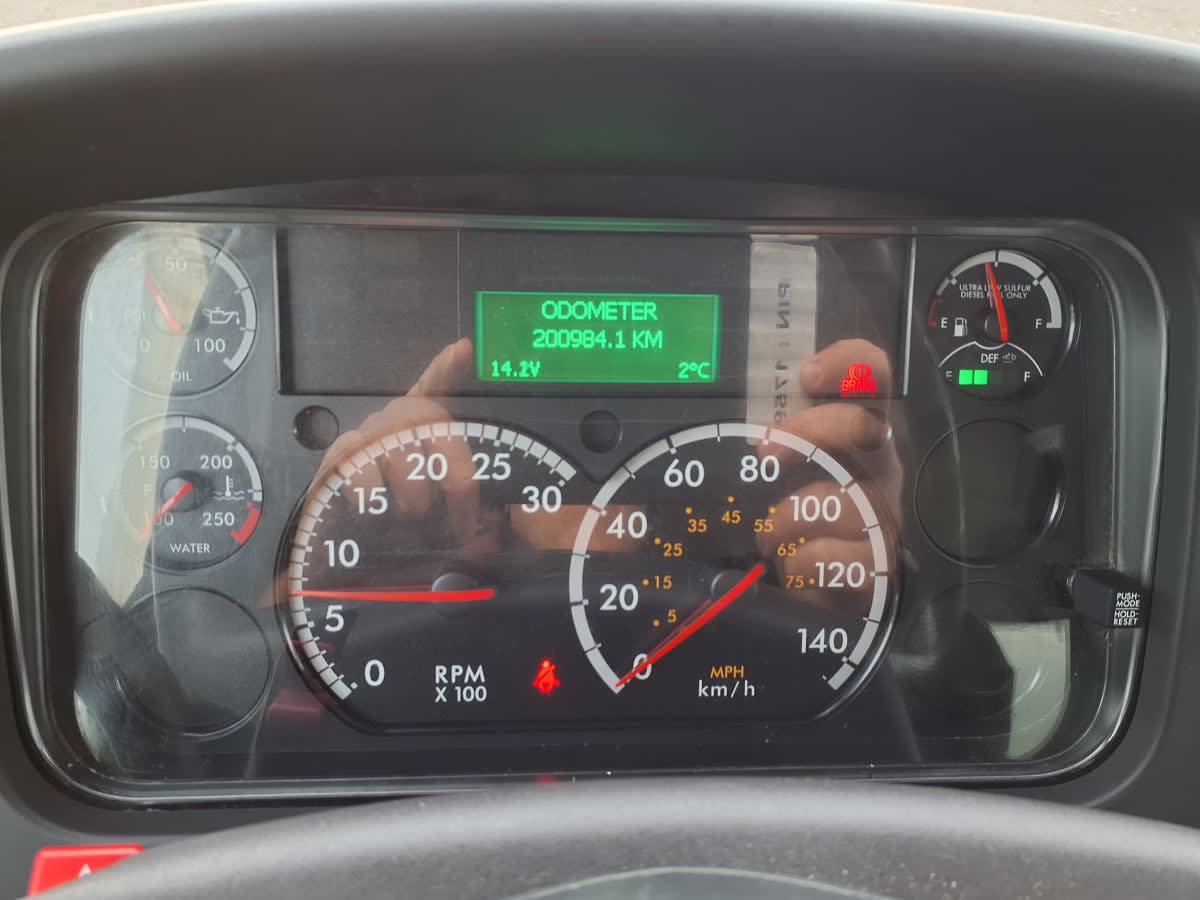 ODOMETER
200984.1 KM
14.2V 2°C
50
0 100
OIL
150 200
250
WATER
0
5
10
15
20
25
30
RPM
X 100
0
20
40
60
80
100
120
140
5
15
25
35
45
55
65
75
MPH
km/h
PIN : 1759
BRAKE
ULTRA LOW SULFUR
DIESEL FUEL ONLY
E F
DEF
E F
PUSH-
MODE
HOLD-
RESET